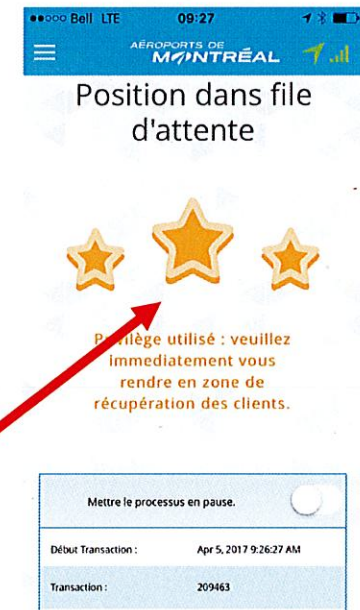 Bell LTE 09:27
AÉROPORTS DE
MONTRÉAL
Position dans file
d'attente
Privilège utilisé : veuillez
immediatement vous
rendre en zone de
récupération des clients.
Mettre le processus en pause.
Début Transaction : Apr 5, 2017 9:26:27 AM
Transaction : 209463